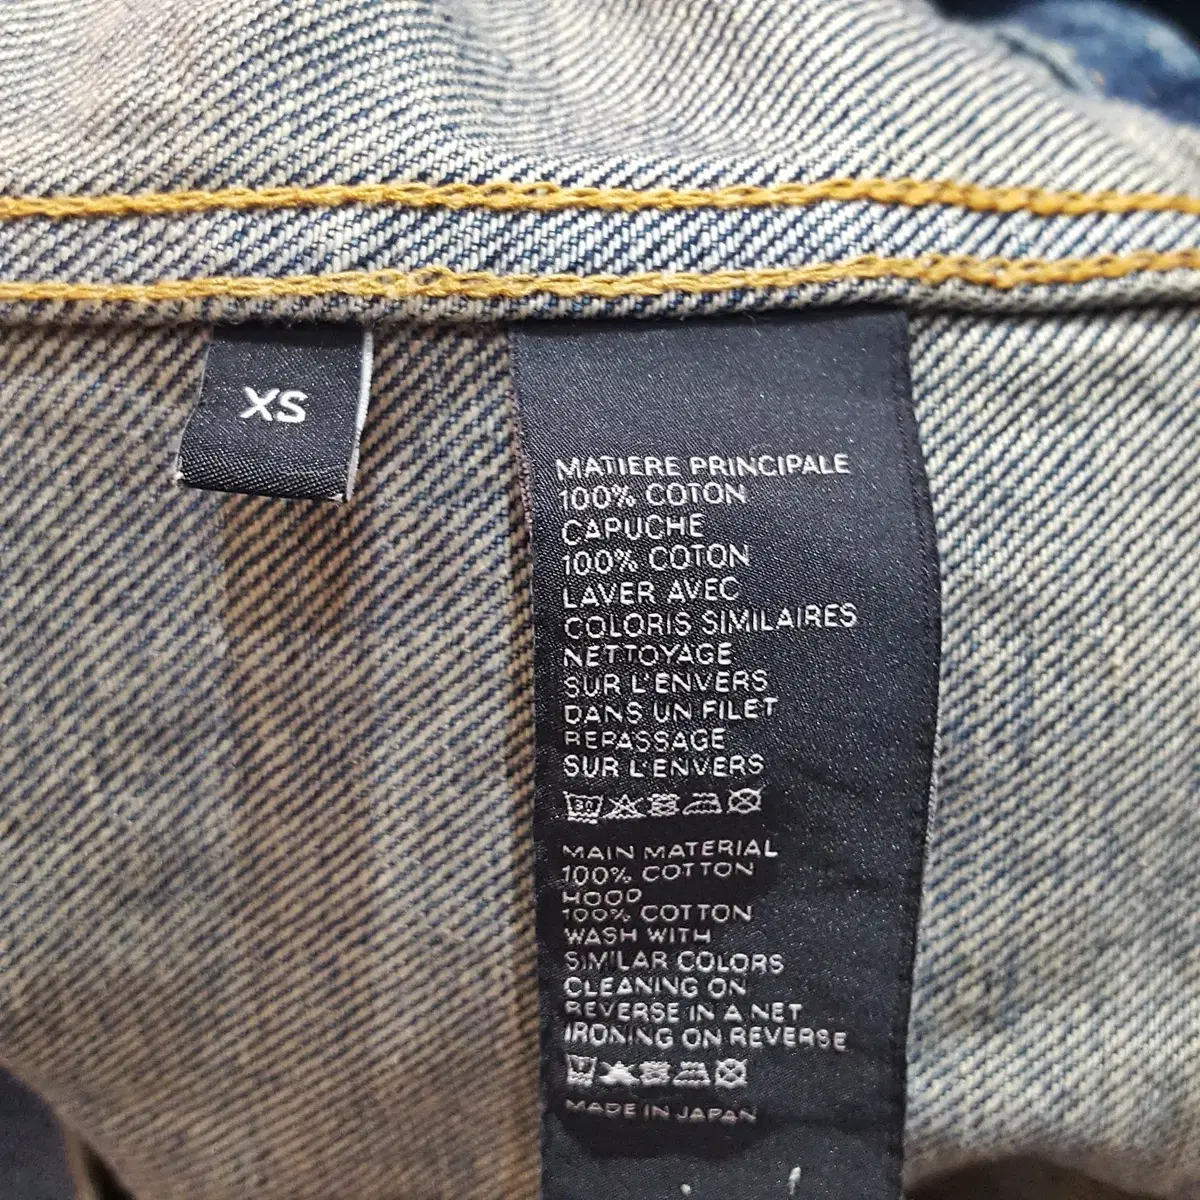 XS
MATIERE PRINCIPALE
100% COTON
CAPUCHE
100% COTON
LAVER AVEC
COLORIS SIMILAIRES
NETTOYAGE
SUR L'ENVERS
DANS UN FILET
REPASSAGE
SUR L'ENVERS
30
MAIN MATERIAL
100% COTTON
HOOD
100% COTTON
WASH WITH
SIMILAR COLORS
CLEANING ON
REVERSE IN A NET
IRONING ON REVERSE
MADE IN JAPAN